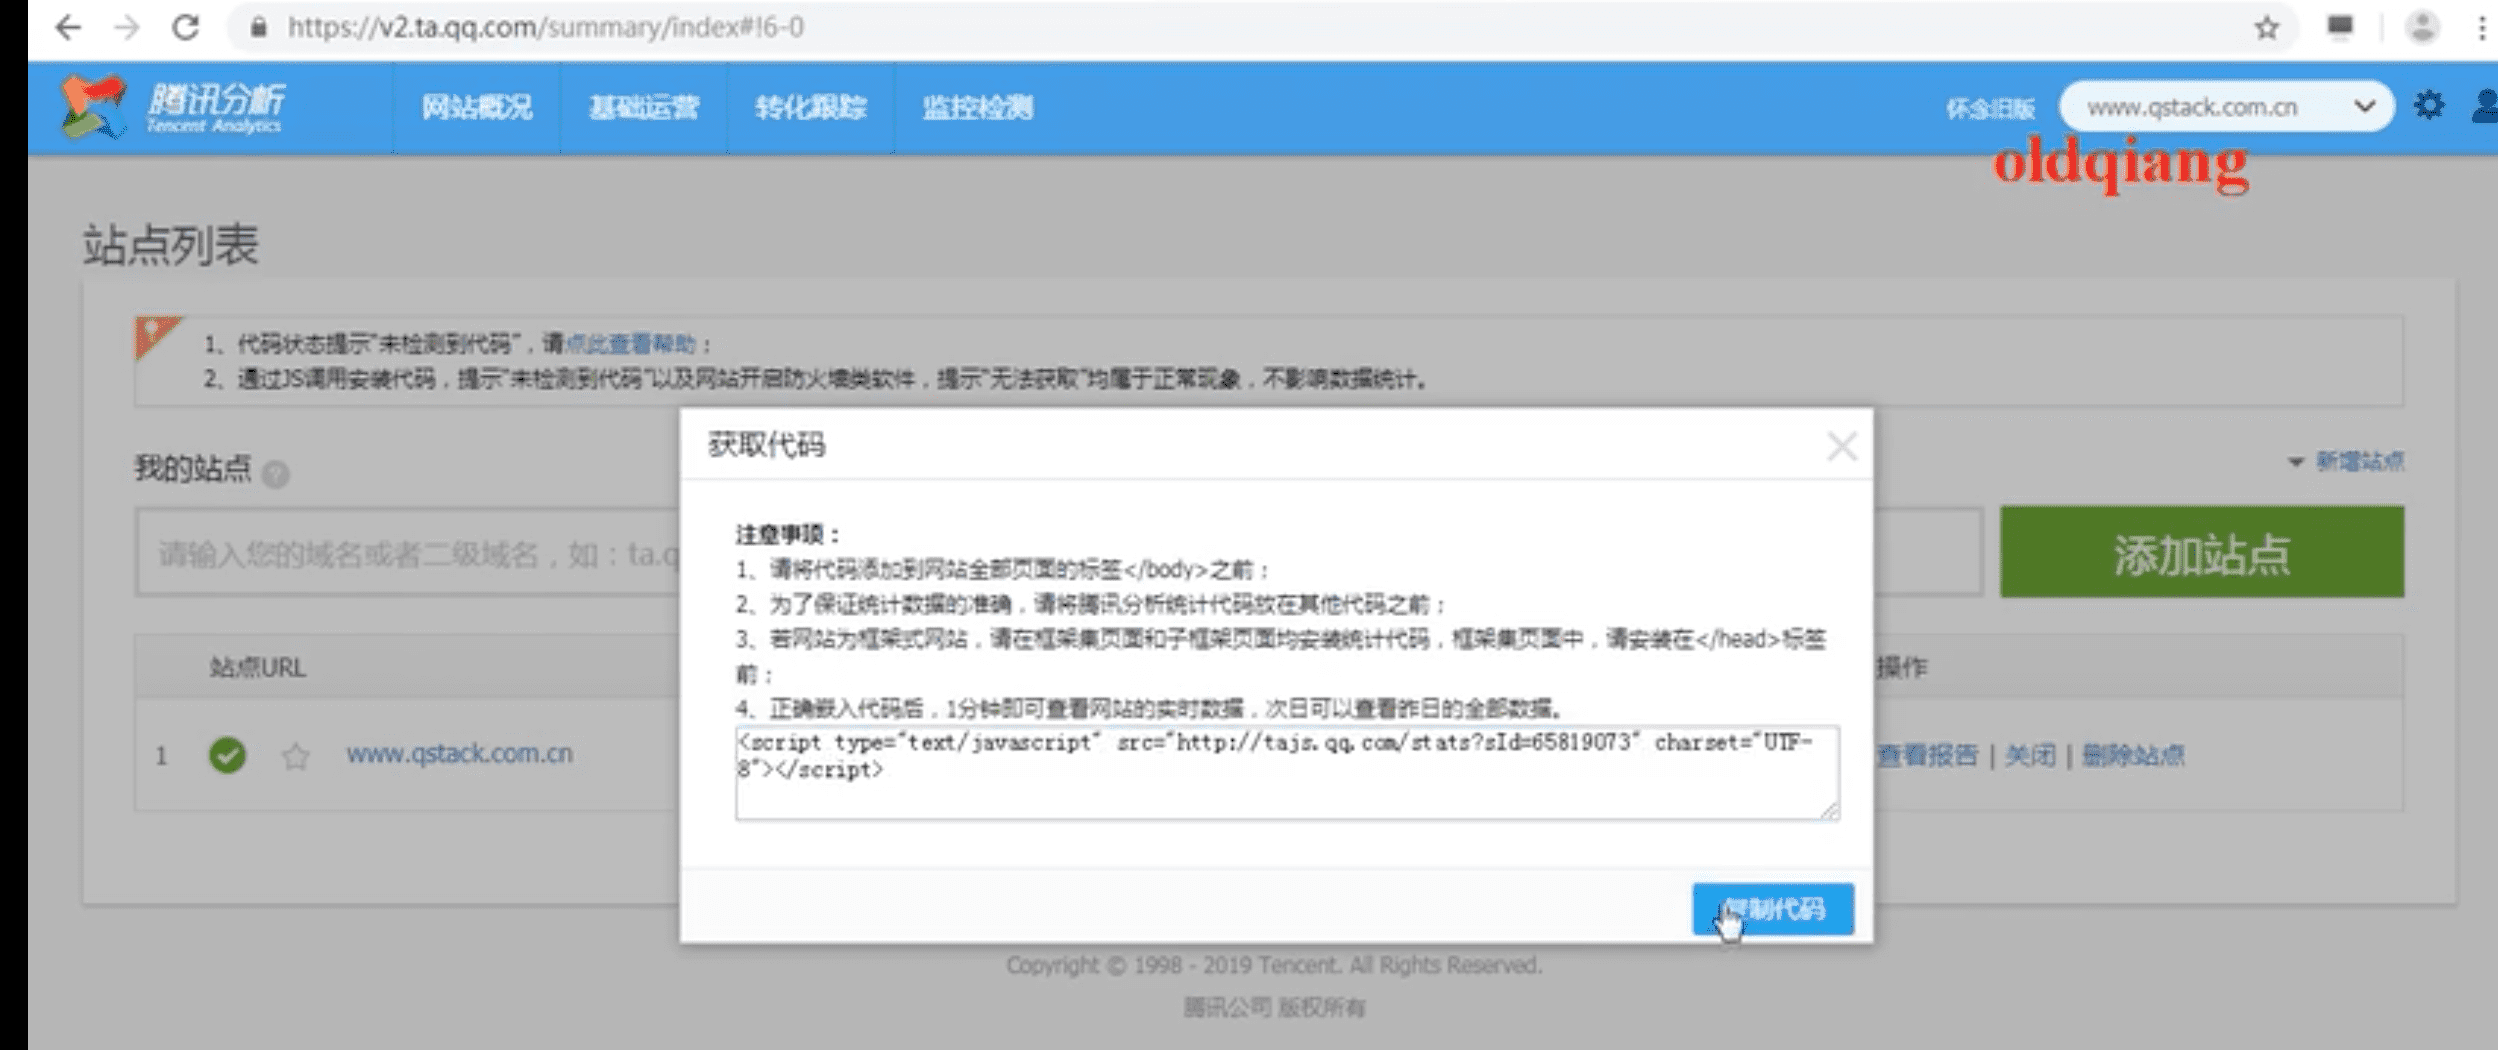 https://v2.ta.qq.com/summary/index#!6-0
腾讯分析
Tencent Analytics
网站概况
基础运营
转化跟踪
监控检测
怀念旧版
www.qstack.com.cn
oldqiang
站点列表
1、代码状态提示"未检测到代码"，请点此查看帮助；
2、通过JS调用安装代码，提示"未检测到代码"以及网站开启防火墙类软件，提示"无法获取"均属于正常现象，不影响数据统计。
我的站点 ?
新增站点
请输入您的域名或者二级域名，如：ta.q
添加站点
站点URL
操作
1
www.qstack.com.cn
查看报告 | 关闭 | 删除站点
获取代码
注意事项：
1、请将代码添加到网站全部页面的标签</body>之前；
2、为了保证统计数据的准确，请将腾讯分析统计代码放在其他代码之前；
3、若网站为框架式网站，请在框架集页面和子框架页面均安装统计代码，框架集页面中，请安装在</head>标签
前；
4、正确嵌入代码后，1分钟即可查看网站的实时数据，次日可以查看昨日的全部数据。
<script type="text/javascript" src="http://tajs.qq.com/stats?sId=65819073" charset="UTF-
8"></script>
复制代码
Copyright © 1998 - 2019 Tencent. All Rights Reserved.
腾讯公司 版权所有